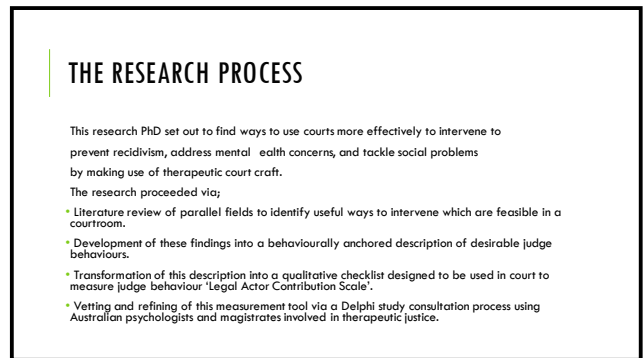 THE RESEARCH PROCESS
This research PhD set out to find ways to use courts more effectively to intervene to
prevent recidivism, address mental ealth concerns, and tackle social problems
by making use of therapeutic court craft.
The research proceeded via;
• Literature review of parallel fields to identify useful ways to intervene which are feasible in a
courtroom.
• Development of these findings into a behaviourally anchored description of desirable judge
behaviours.
• Transformation of this description into a qualitative checklist designed to be used in court to
measure judge behaviour ‘Legal Actor Contribution Scale’.
• Vetting and refining of this measurement tool via a Delphi study consultation process using
Australian psychologists and magistrates involved in therapeutic justice.